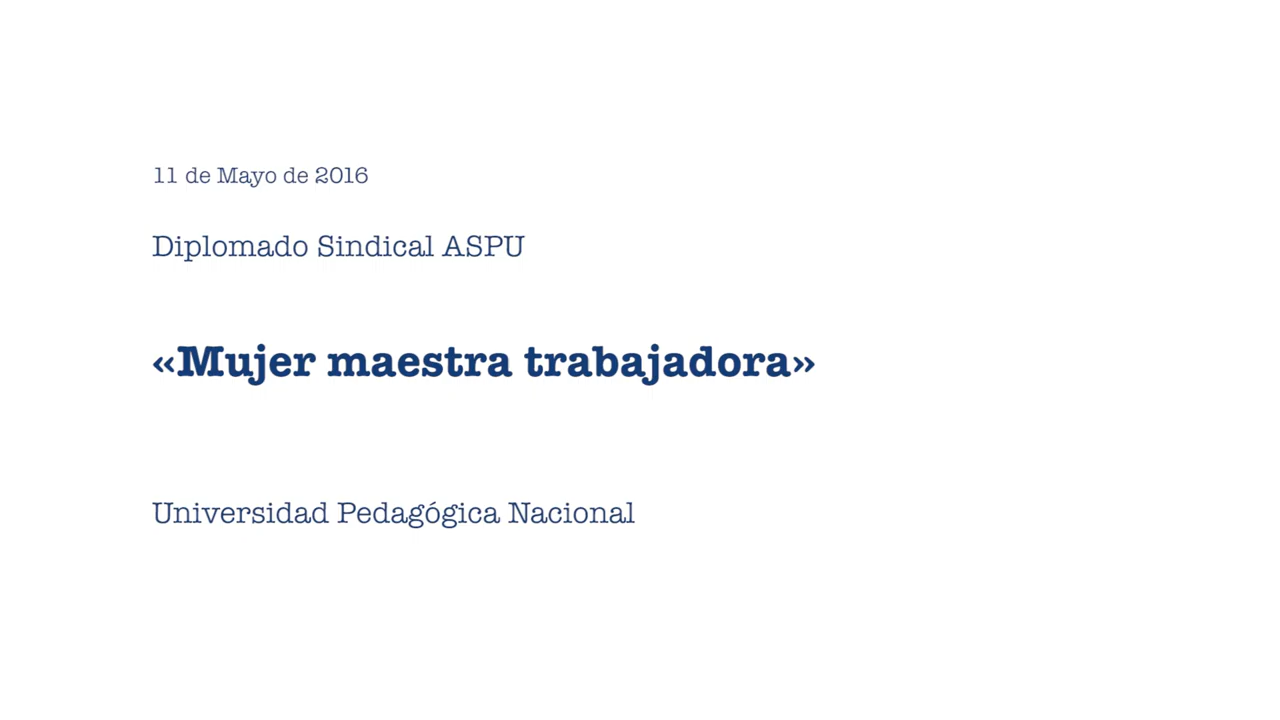 11 de Mayo de 2016
Diplomado Sindical ASPU
«Mujer maestra trabajadora»
Universidad Pedagógica Nacional